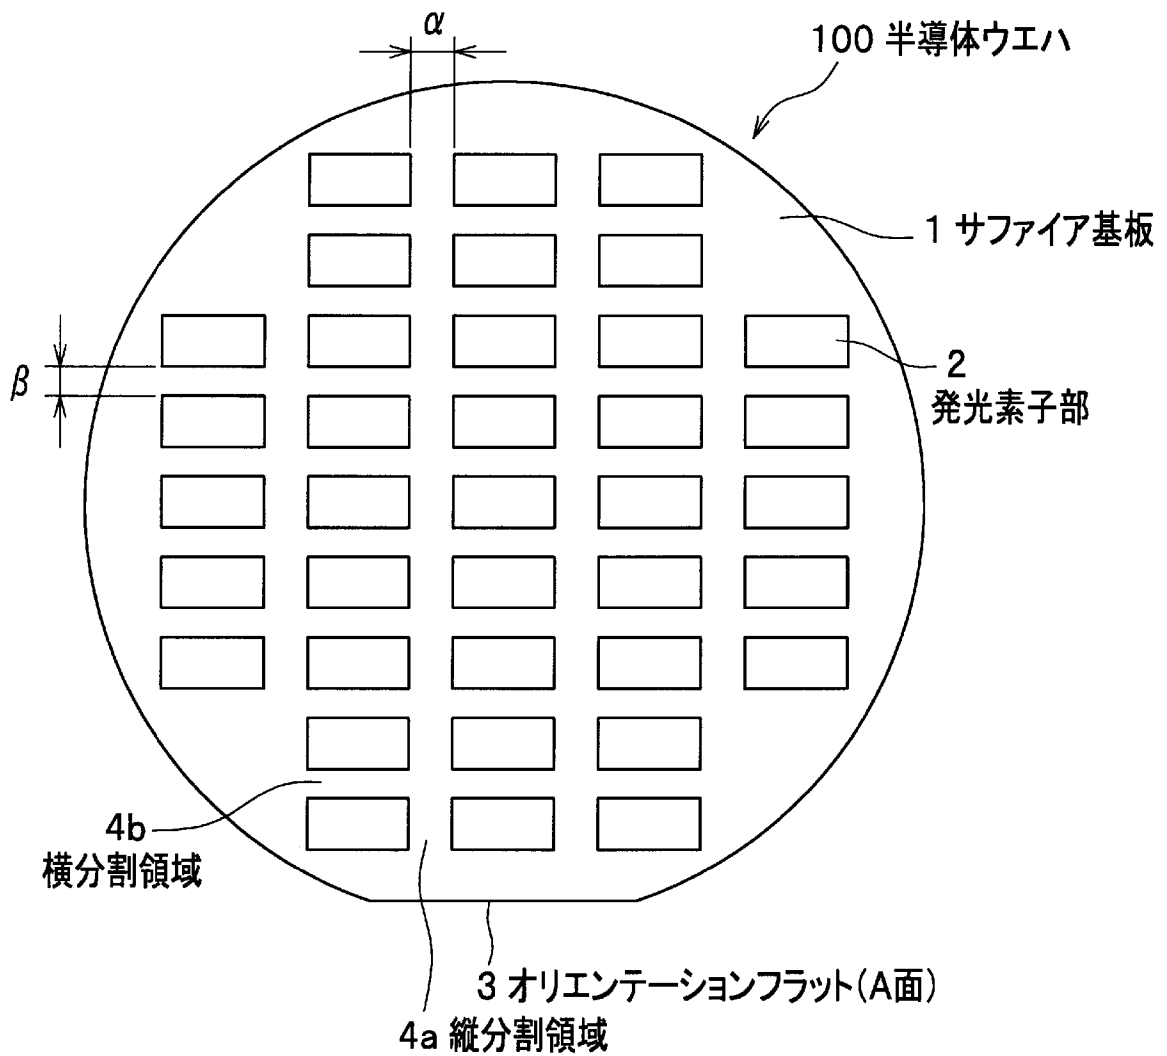 α
100 半導体ウエハ
1 サファイア基板
β
2
発光素子部
4b
横分割領域
3 オリエンテーションフラット(A面)
4a 縦分割領域